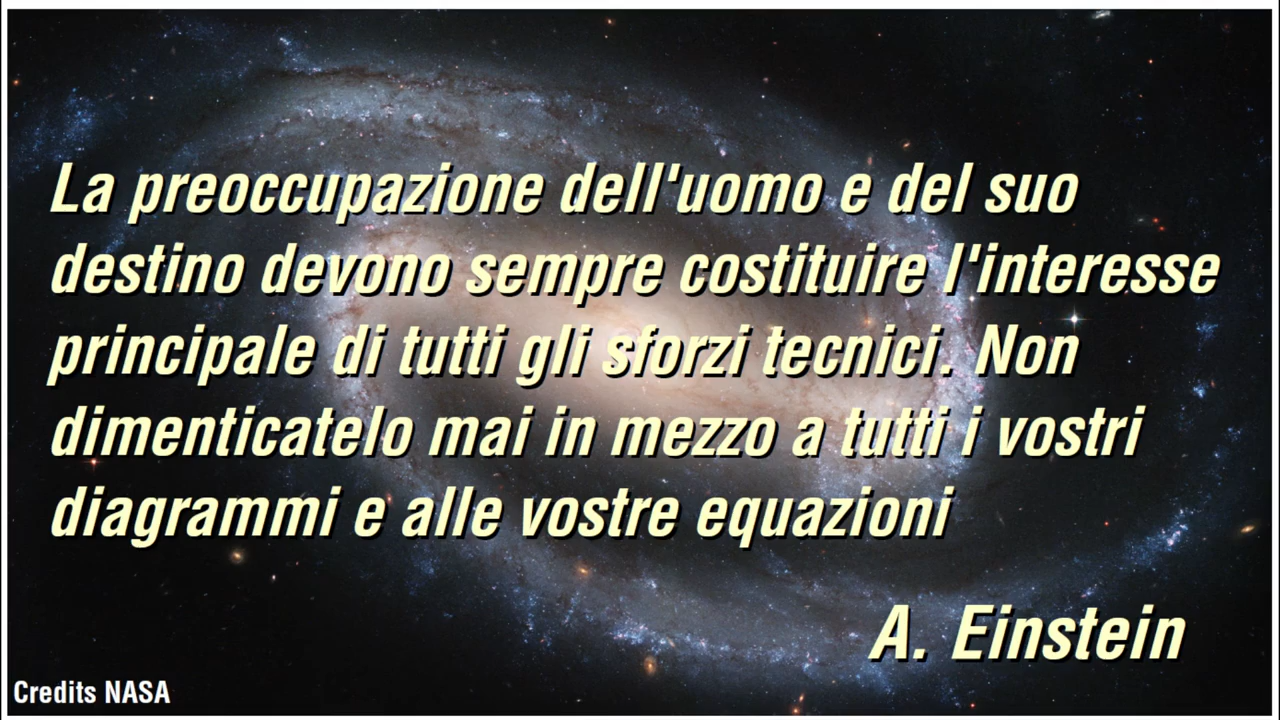 La preoccupazione dell'uomo e del suo
destino devono sempre costituire l'interesse
principale di tutti gli sforzi tecnici. Non
dimenticatelo mai in mezzo a tutti i vostri
diagrammi e alle vostre equazioni
A. Einstein
Credits NASA